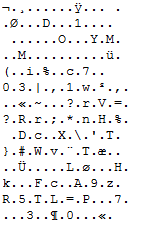 ¬.¸......ÿ... .
.Ø...D...1....
 ......O...Y.M.
..M.........ü.
(..i.%..c.7..
0.3.|.,.1.w.².,.
..«.~...?.r.V.=.
?.R.r.;.*.n.H.%.
 .D.c..X.\.'.T.
}.#.W.v.¨.T.æ..
..Ü.....L.ø...H.
k...F.c..A.9.z.
R.5.T.L.=.P...7.
...3..¶.0...«.